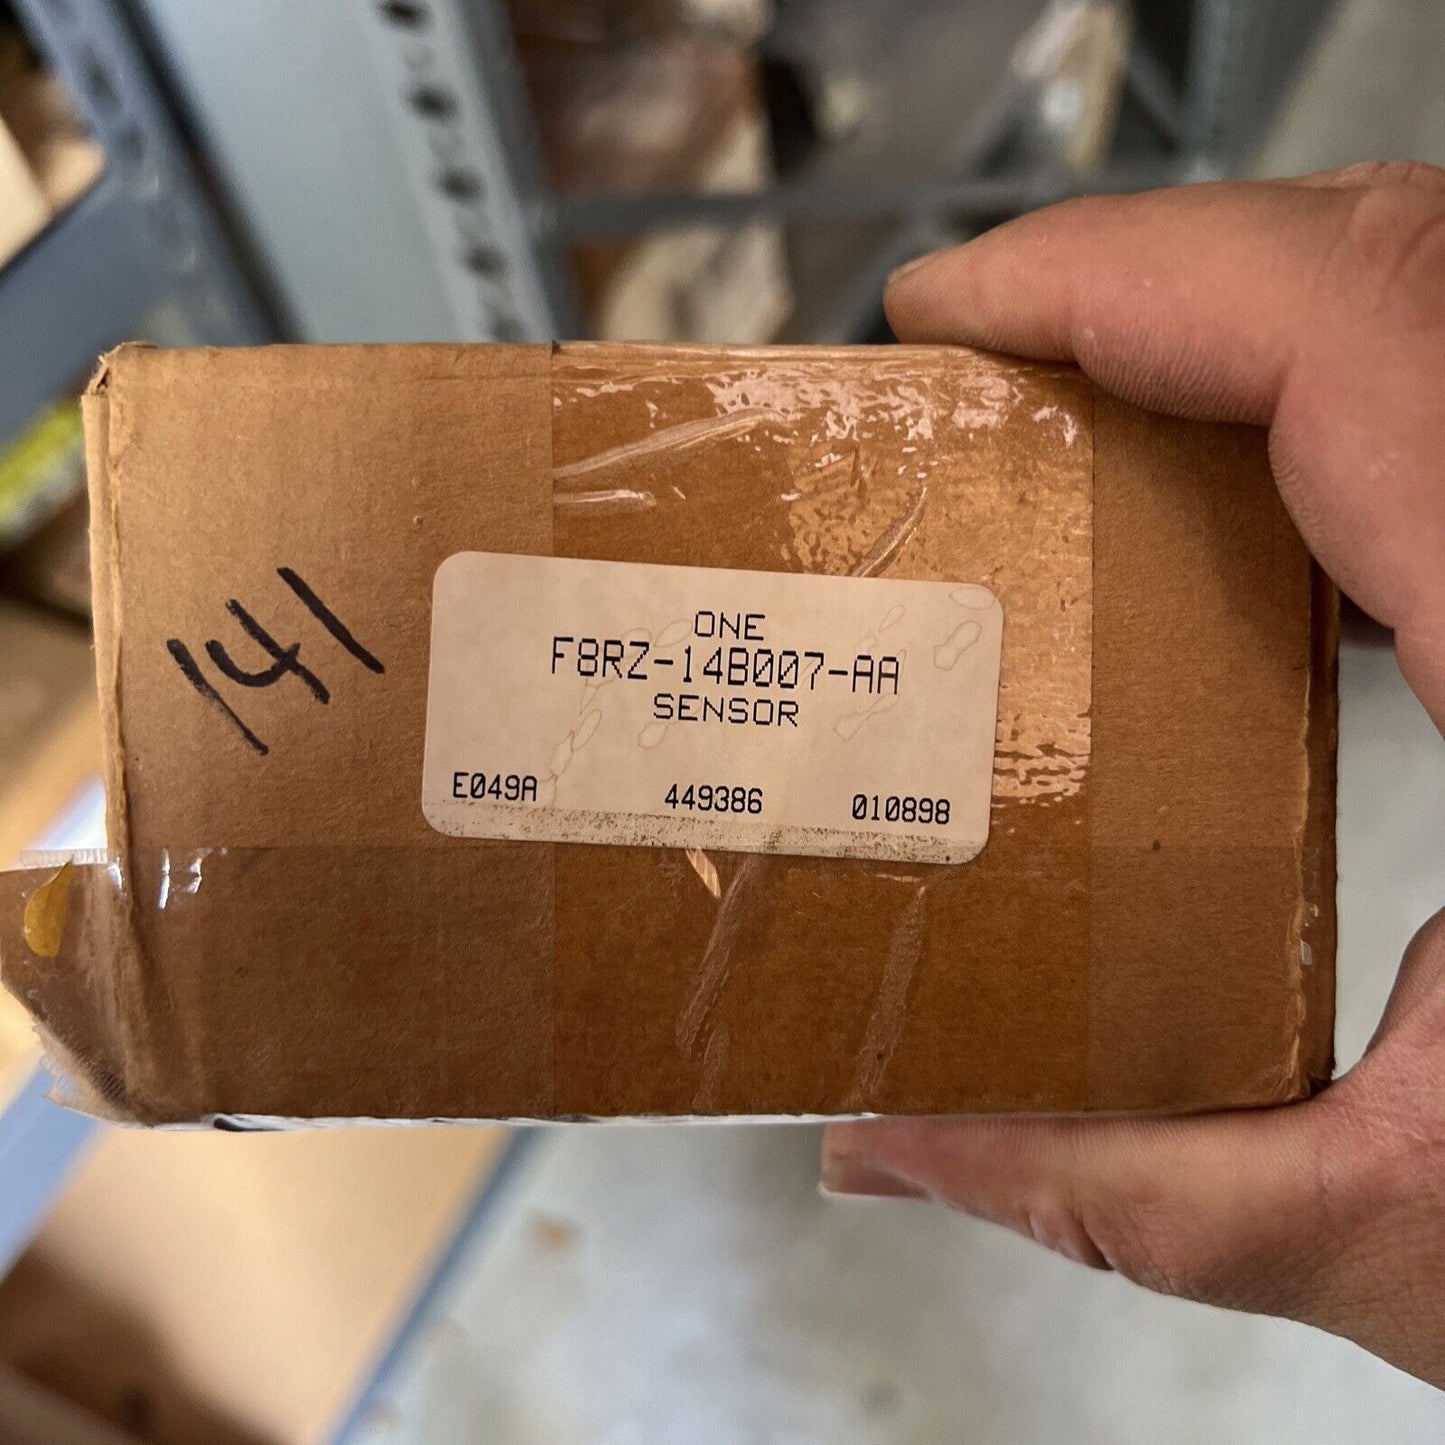 141
ONE
F8RZ-14B007-AA
SENSOR
E049A 449386 010898